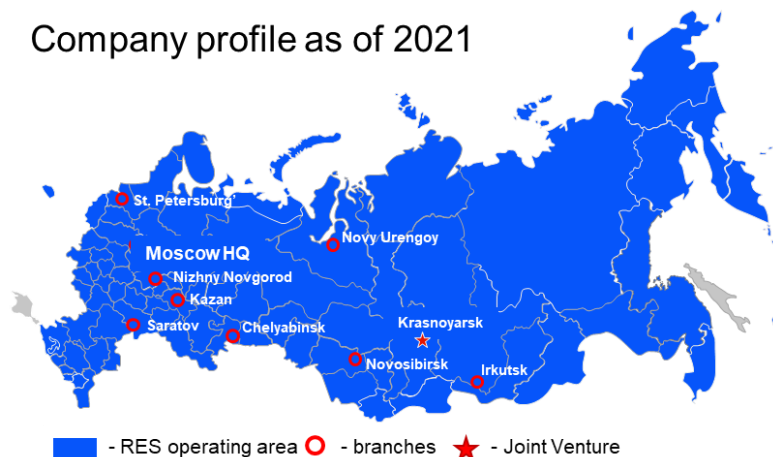 Company profile as of 2021
St. Petersburg
Novy Urengoy
Moscow HQ
Nizhny Novgorod
Kazan
Saratov
Chelyabinsk
Krasnoyarsk
Novosibirsk
Irkutsk
- RES operating area
- branches
- Joint Venture